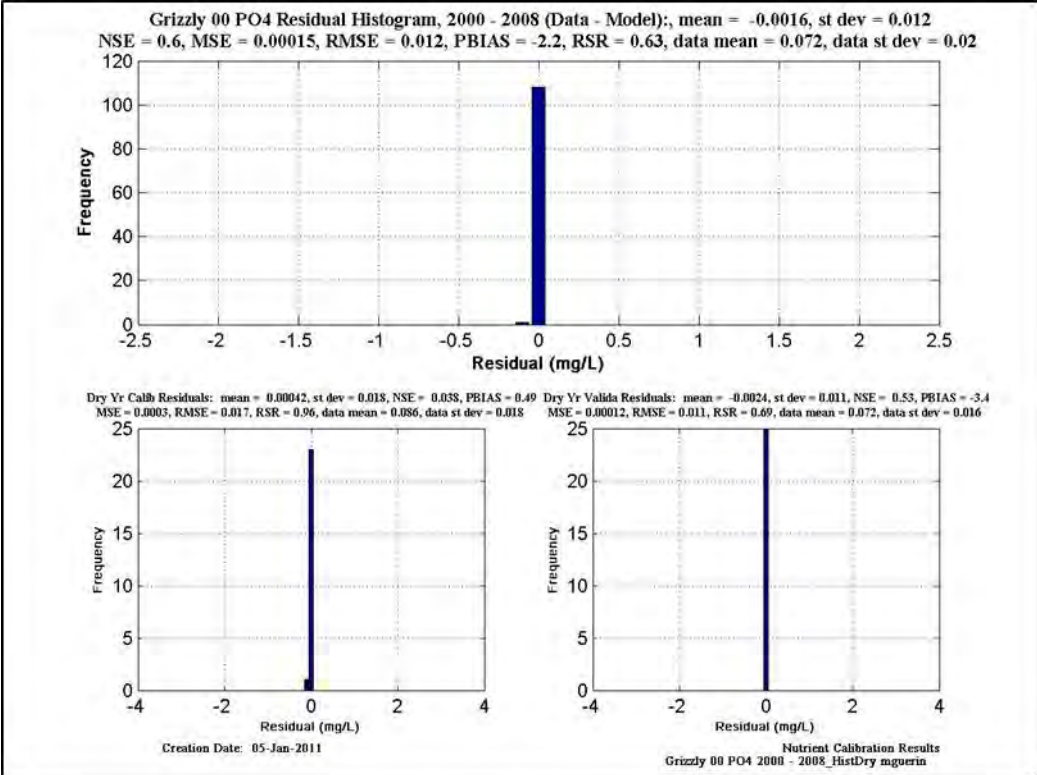 Grizzly 00 PO4 Residual Histogram, 2000 - 2008 (Data - Model):, mean = -0.0016, st dev = 0.012
NSE = 0.6, MSE = 0.00015, RMSE = 0.012, PBIAS = -2.2, RSR = 0.63, data mean = 0.072, data st dev = 0.02
120
100
80
60
40
20
0
Frequency
-2.5 -2 -1.5 -1 -0.5 0 0.5 1 1.5 2 2.5
Residual (mg/L)
Dry Yr Calib Residuals: mean = 0.00042, st dev = 0.018, NSE = 0.038, PBIAS = 0.49
MSE = 0.0003, RMSE = 0.017, RSR = 0.96, data mean = 0.086, data st dev = 0.018
25
20
15
10
5
0
Frequency
-4 -2 0 2 4
Residual (mg/L)
Dry Yr Valida Residuals: mean = -0.0024, st dev = 0.011, NSE = 0.53, PBIAS = -3.4
MSE = 0.00012, RMSE = 0.011, RSR = 0.69, data mean = 0.072, data st dev = 0.016
25
20
15
10
5
0
Frequency
-4 -2 0 2 4
Residual (mg/L)
Creation Date: 05-Jan-2011
Nutrient Calibration Results
Grizzly 00 PO4 2000 - 2008_HistDry mguerin